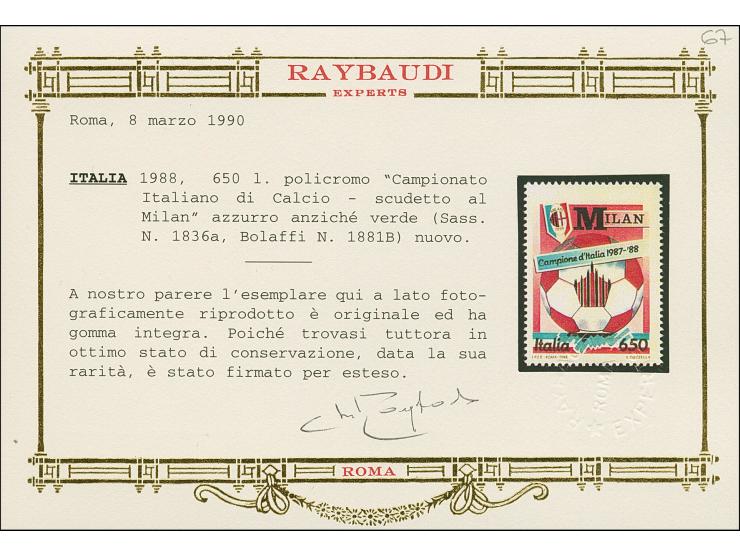 67
RAYBAUDI
EXPERTS
Roma, 8 marzo 1990
ITALIA 1988, 650 l. policromo "Campionato
Italiano di Calcio - scudetto al
Milan" azzurro anziché verde (Sass.
N. 1836a, Bolaffi N. 1881B) nuovo.
A nostro parere l'esemplare qui a lato foto-
graficamente riprodotto è originale ed ha
gomma integra. Poiché trovasi tuttora in
ottimo stato di conservazione, data la sua
rarità, è stato firmato per esteso.
MILAN
Campione d'Italia 1987-'88
Italia 650
ROMA